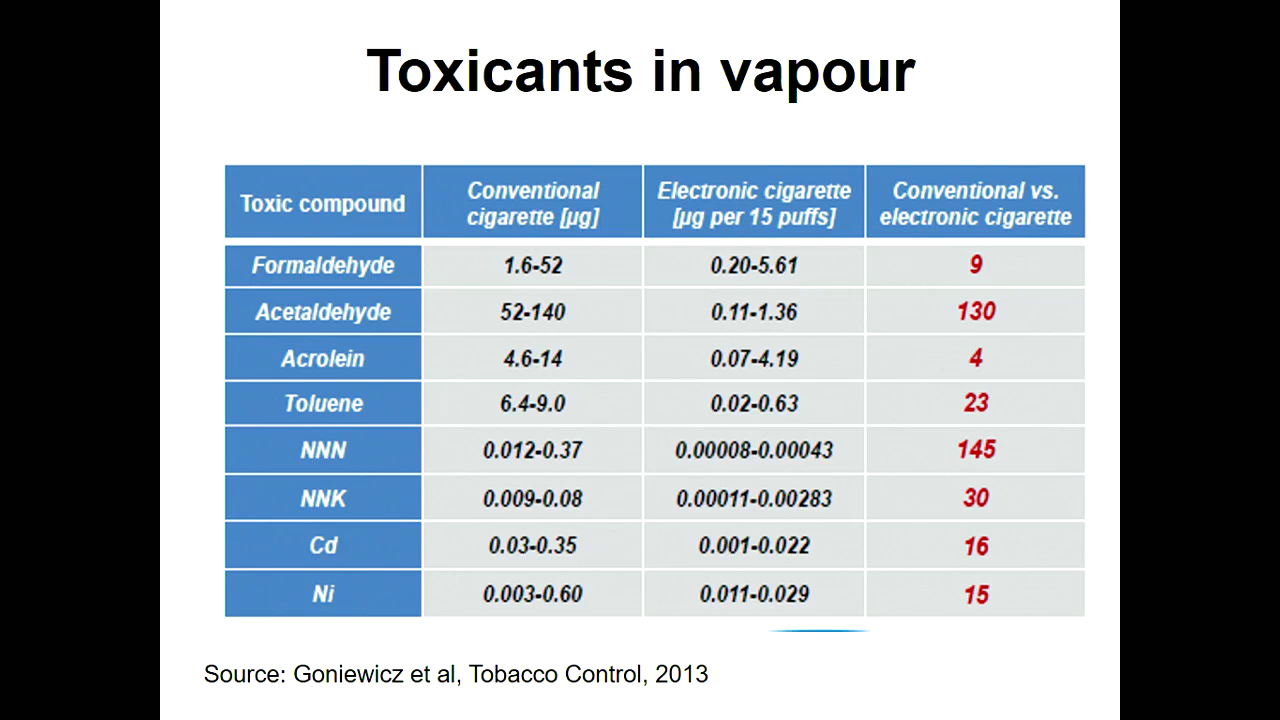 Toxicants in vapour
Toxic compound
Conventional
cigarette [µg]
Electronic cigarette
[µg per 15 puffs]
Conventional vs.
electronic cigarette
Formaldehyde 1.6-52 0.20-5.61 9
Acetaldehyde 52-140 0.11-1.36 130
Acrolein 4.6-14 0.07-4.19 4
Toluene 6.4-9.0 0.02-0.63 23
NNN 0.012-0.37 0.00008-0.00043 145
NNK 0.009-0.08 0.00011-0.00283 30
Cd 0.03-0.35 0.001-0.022 16
Ni 0.003-0.60 0.011-0.029 15
Source: Goniewicz et al, Tobacco Control, 2013